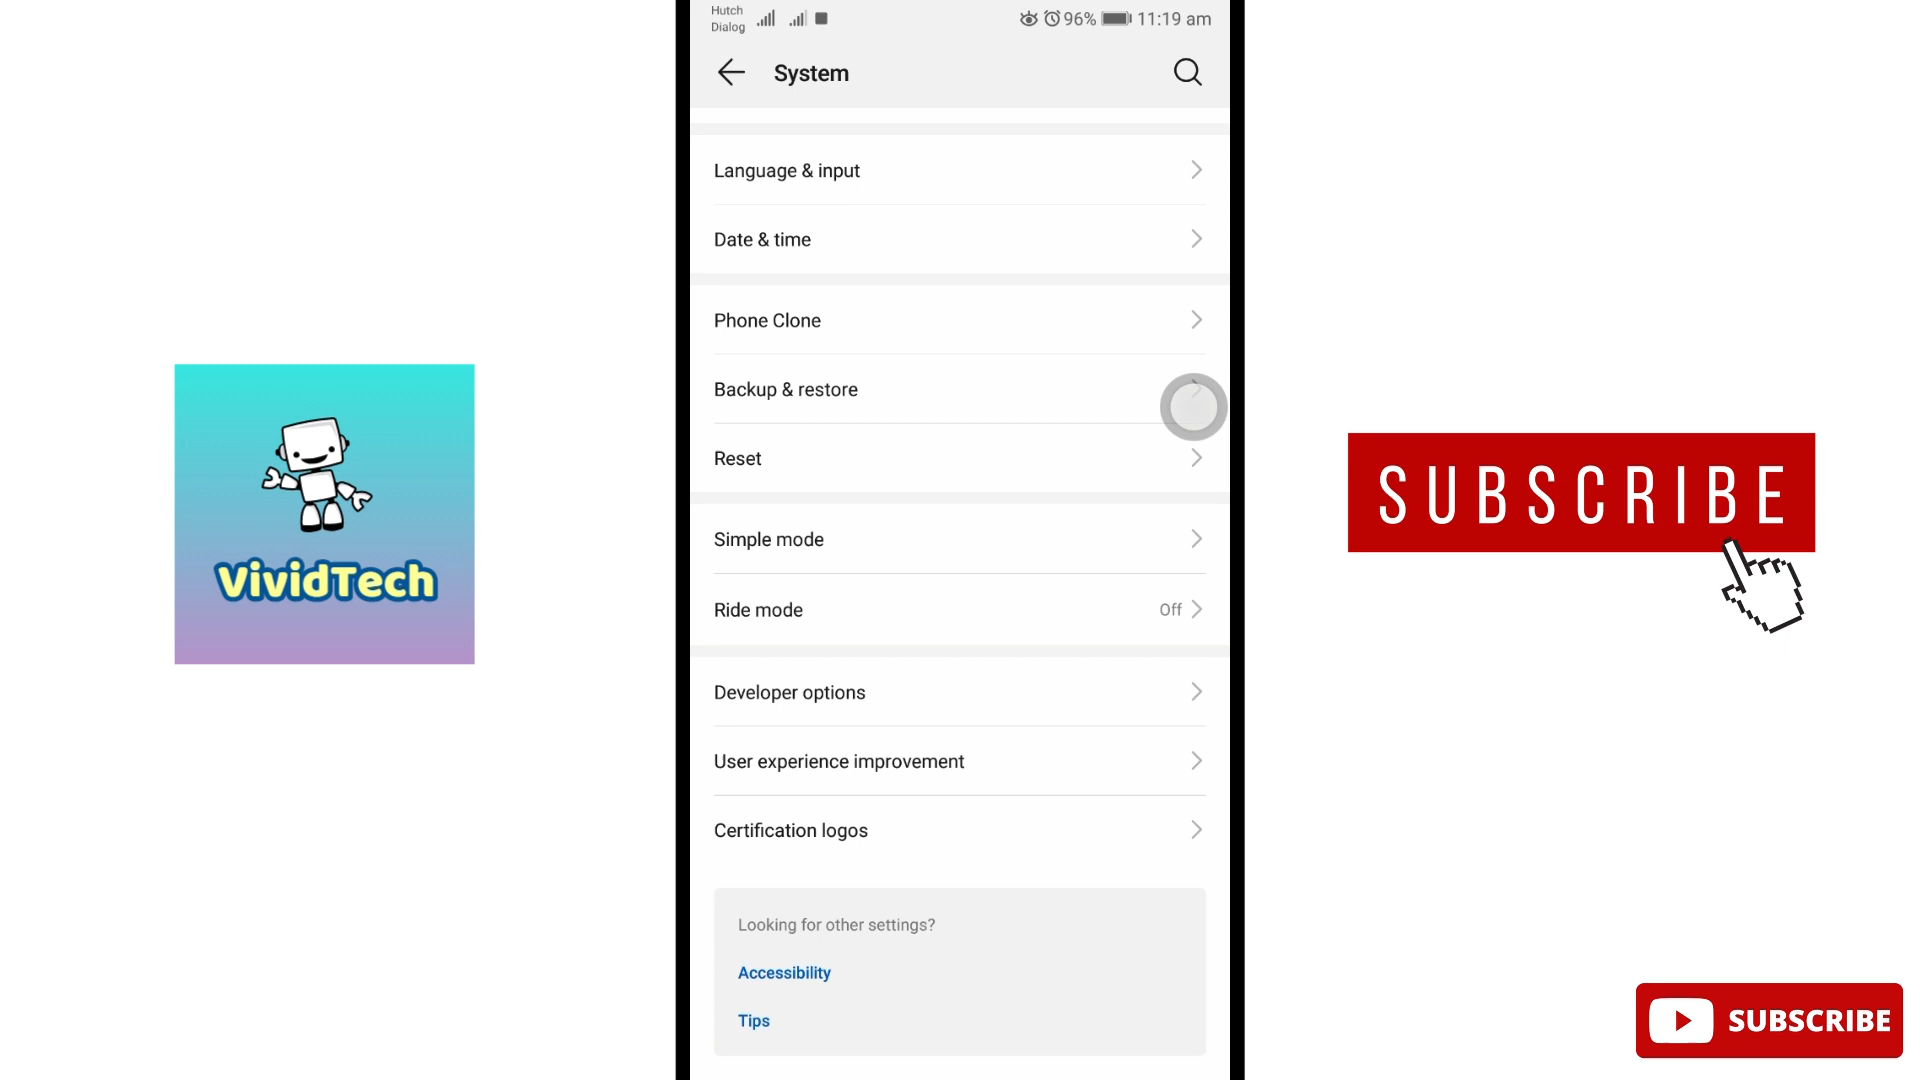 Hutch
Dialog
96% 11:19 am
System
Language & input
Date & time
Phone Clone
Backup & restore
Reset
Simple mode
Ride mode Off
Developer options
User experience improvement
Certification logos
Looking for other settings?
Accessibility
Tips
VividTech
SUBSCRIBE
SUBSCRIBE